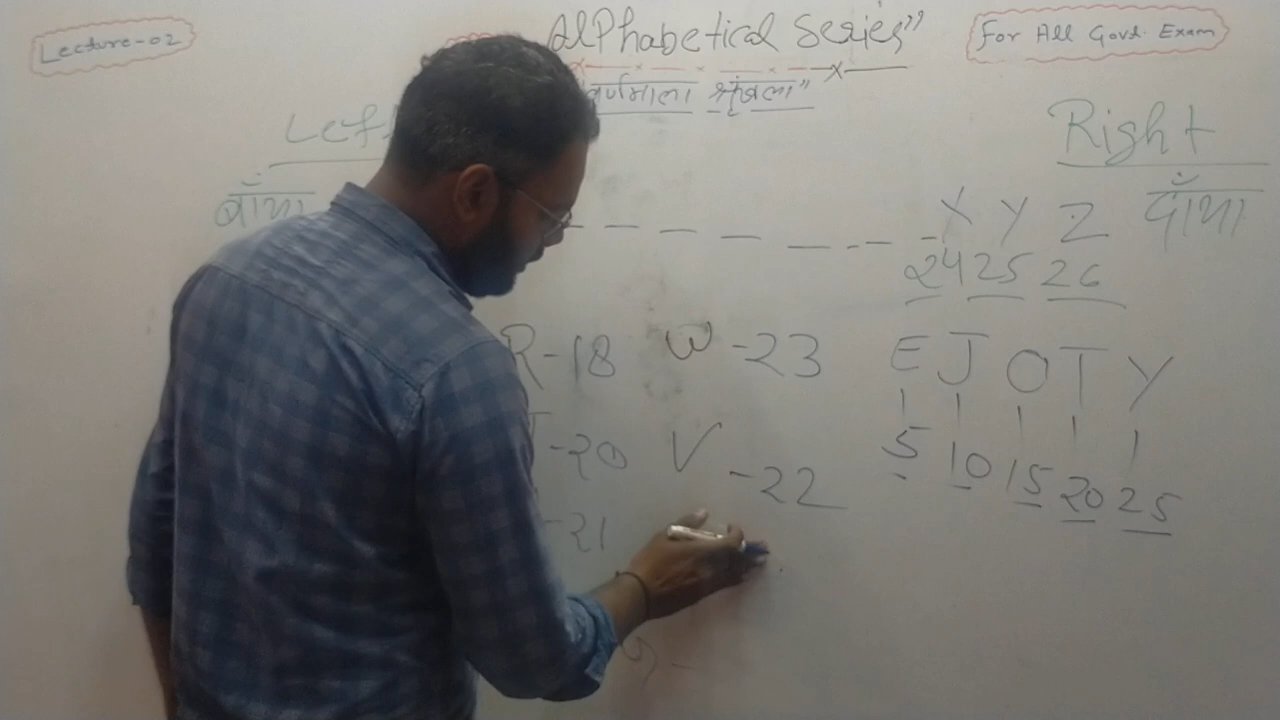 Lecture-02
Alphabetical Series"
For All Govt. Exam
वर्णमाला श्रृंखला"
Left
Right
बाँया
दाँया
X Y Z
24 25 26
R-18 W-23
E J O T Y
T-20 V-22
5 10 15 20 25
-21